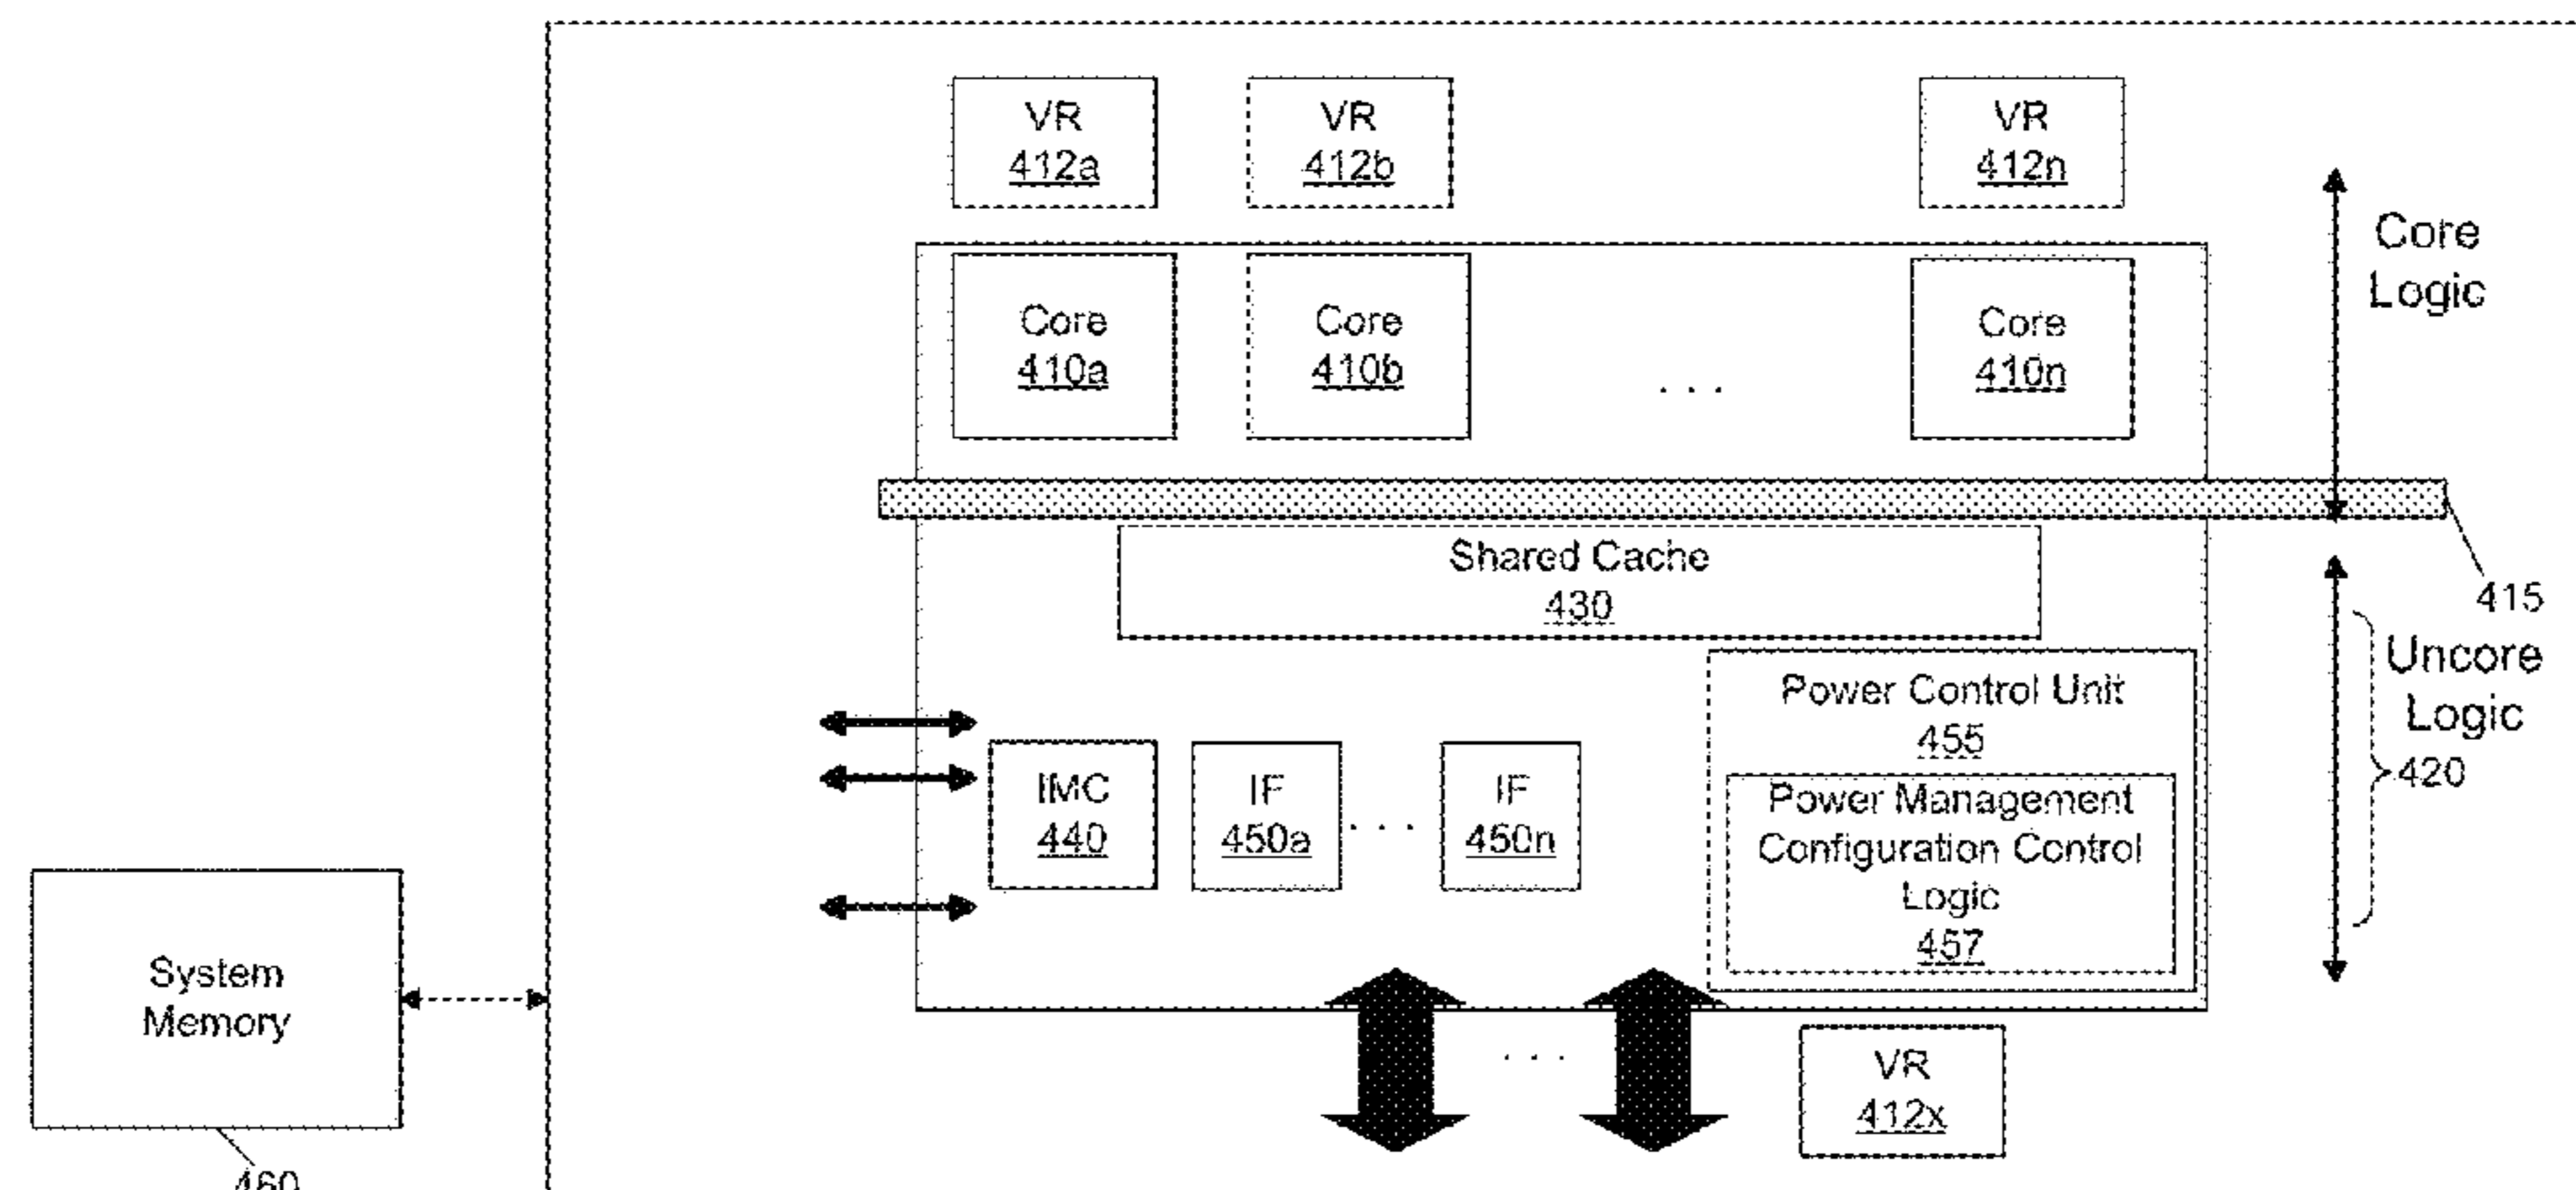 VR
412a
VR
412b
VR
412n
Core
Logic
Core
410a
Core
410b
. . .
Core
410n
Shared Cache
430
415
Uncore
Logic
420
Power Control Unit
455
IMC
440
IF
450a
. . .
IF
450n
Power Management
Configuration Control
Logic
457
System
Memory
460
. . .
VR
412x